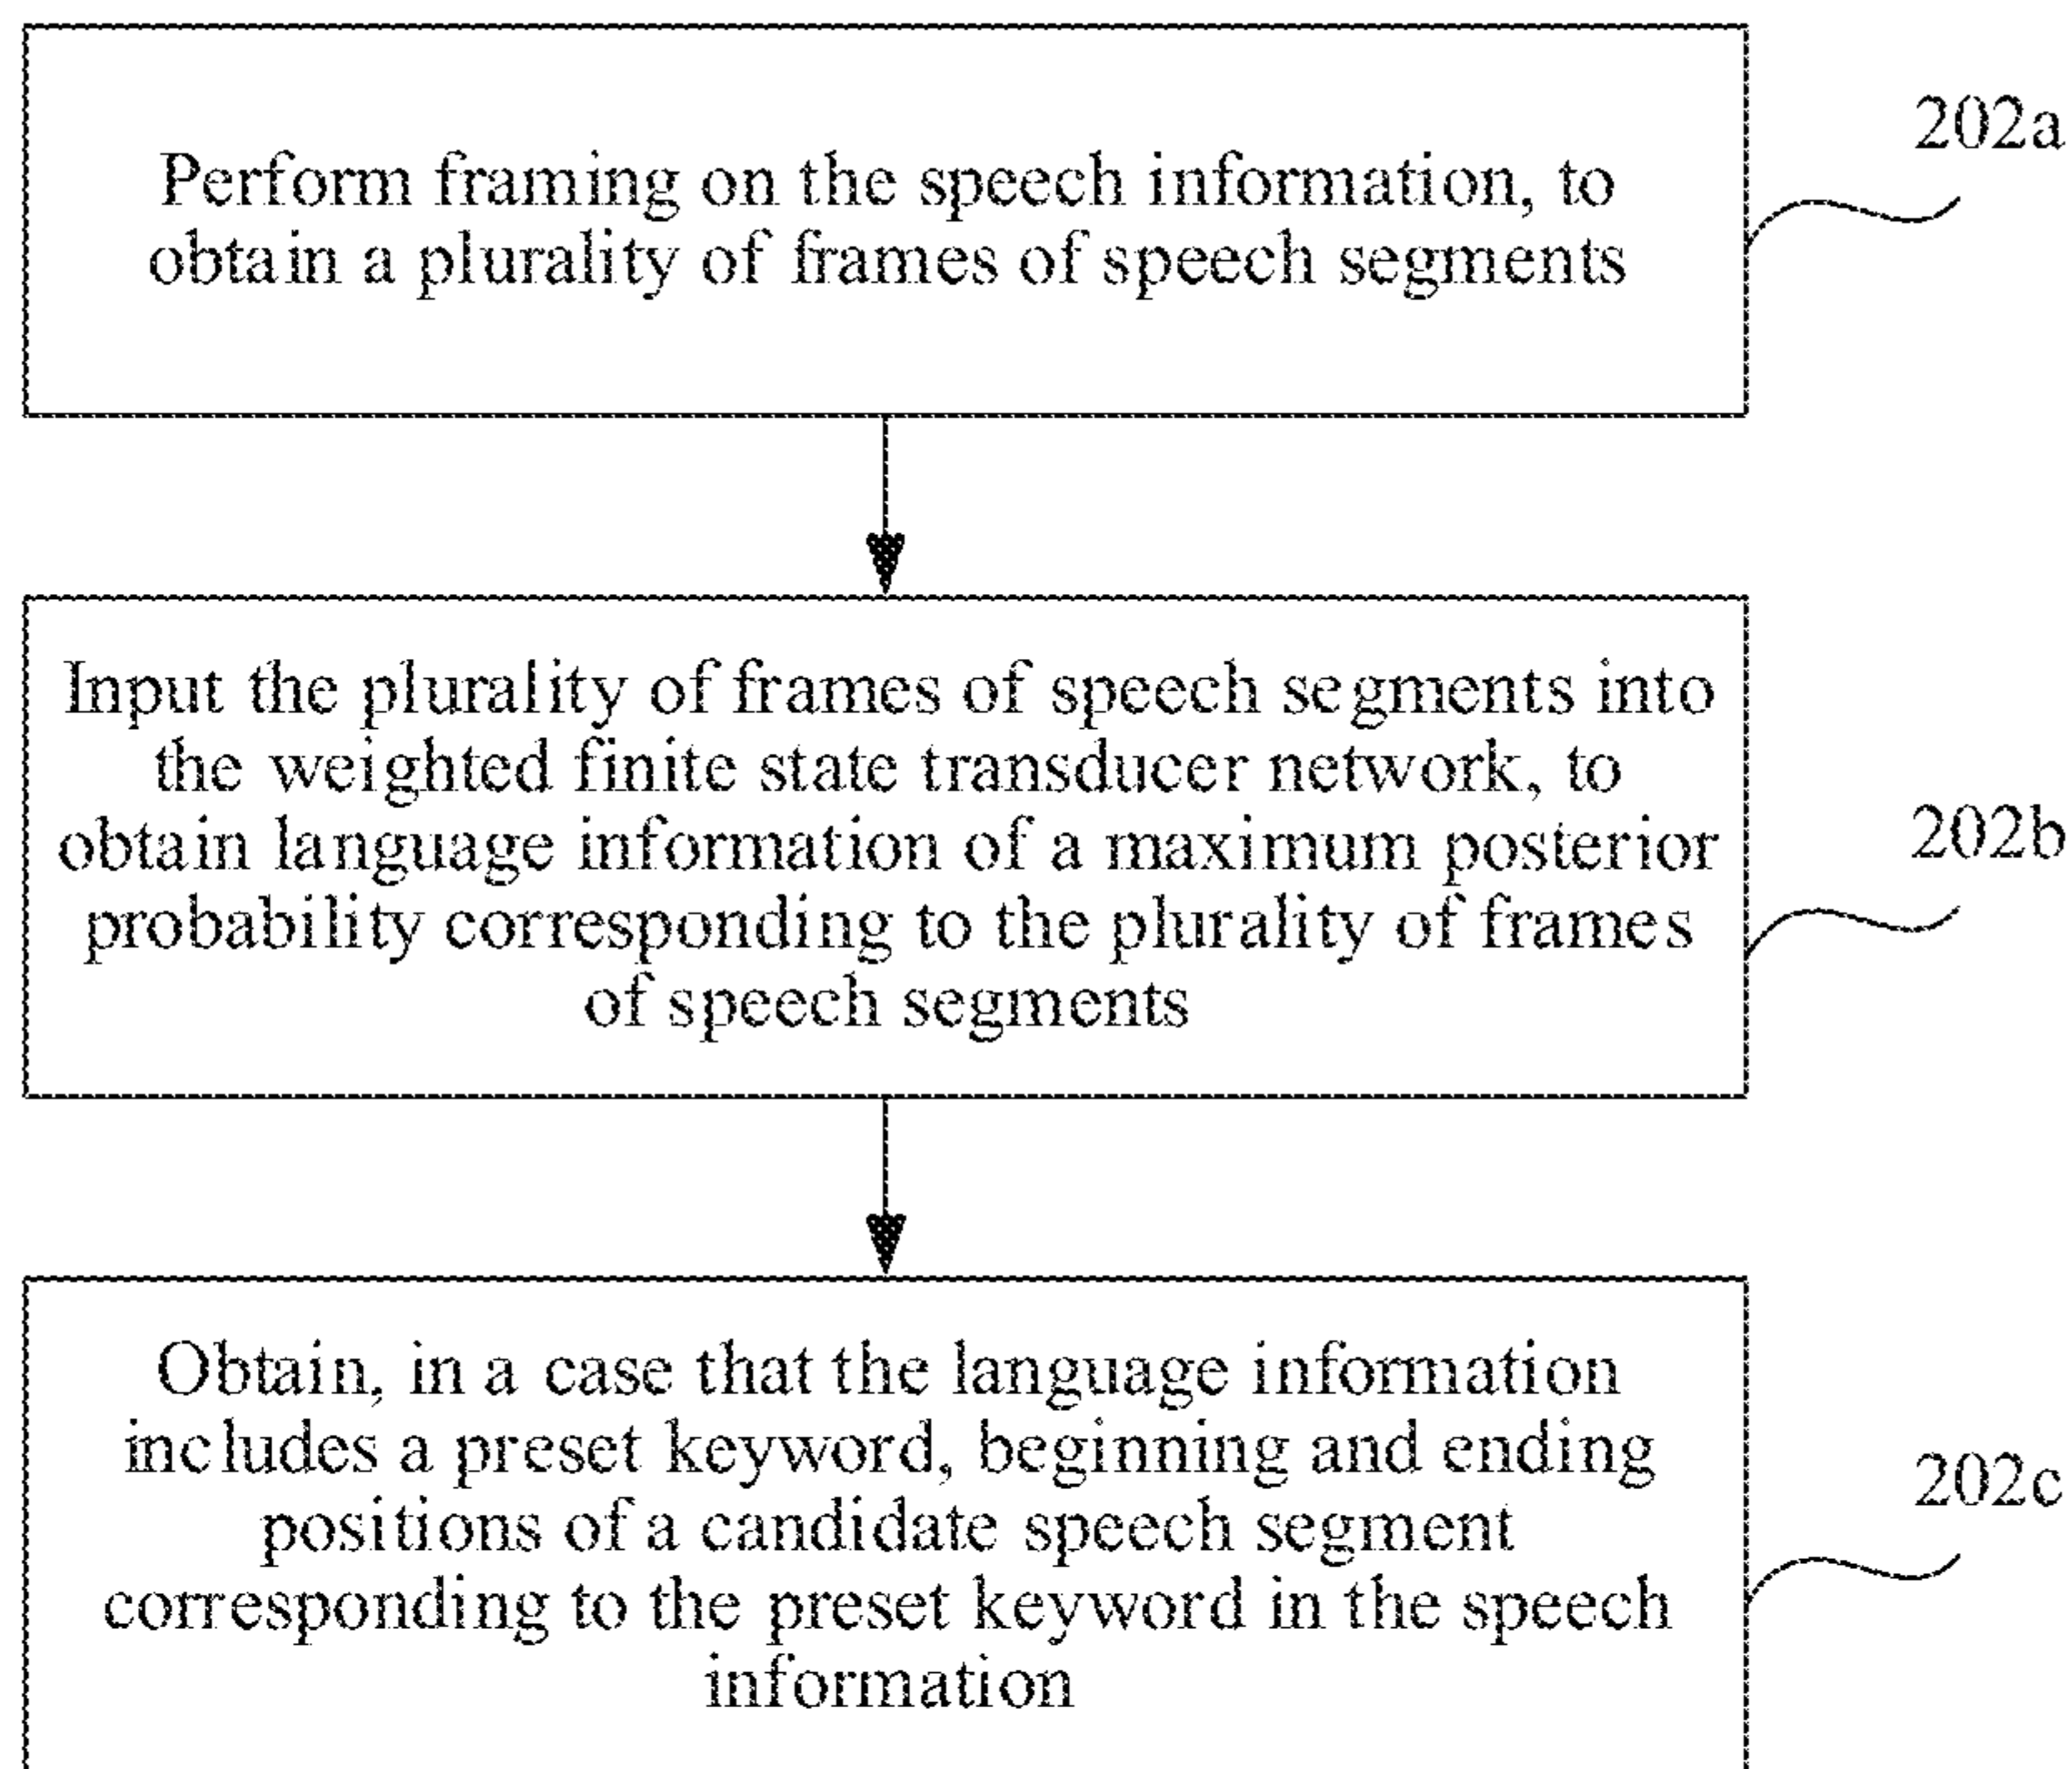 Perform framing on the speech information, to
obtain a plurality of frames of speech segments
202a
Input the plurality of frames of speech segments into
the weighted finite state transducer network, to
obtain language information of a maximum posterior
probability corresponding to the plurality of frames
of speech segments
202b
Obtain, in a case that the language information
includes a preset keyword, beginning and ending
positions of a candidate speech segment
corresponding to the preset keyword in the speech
information
202c